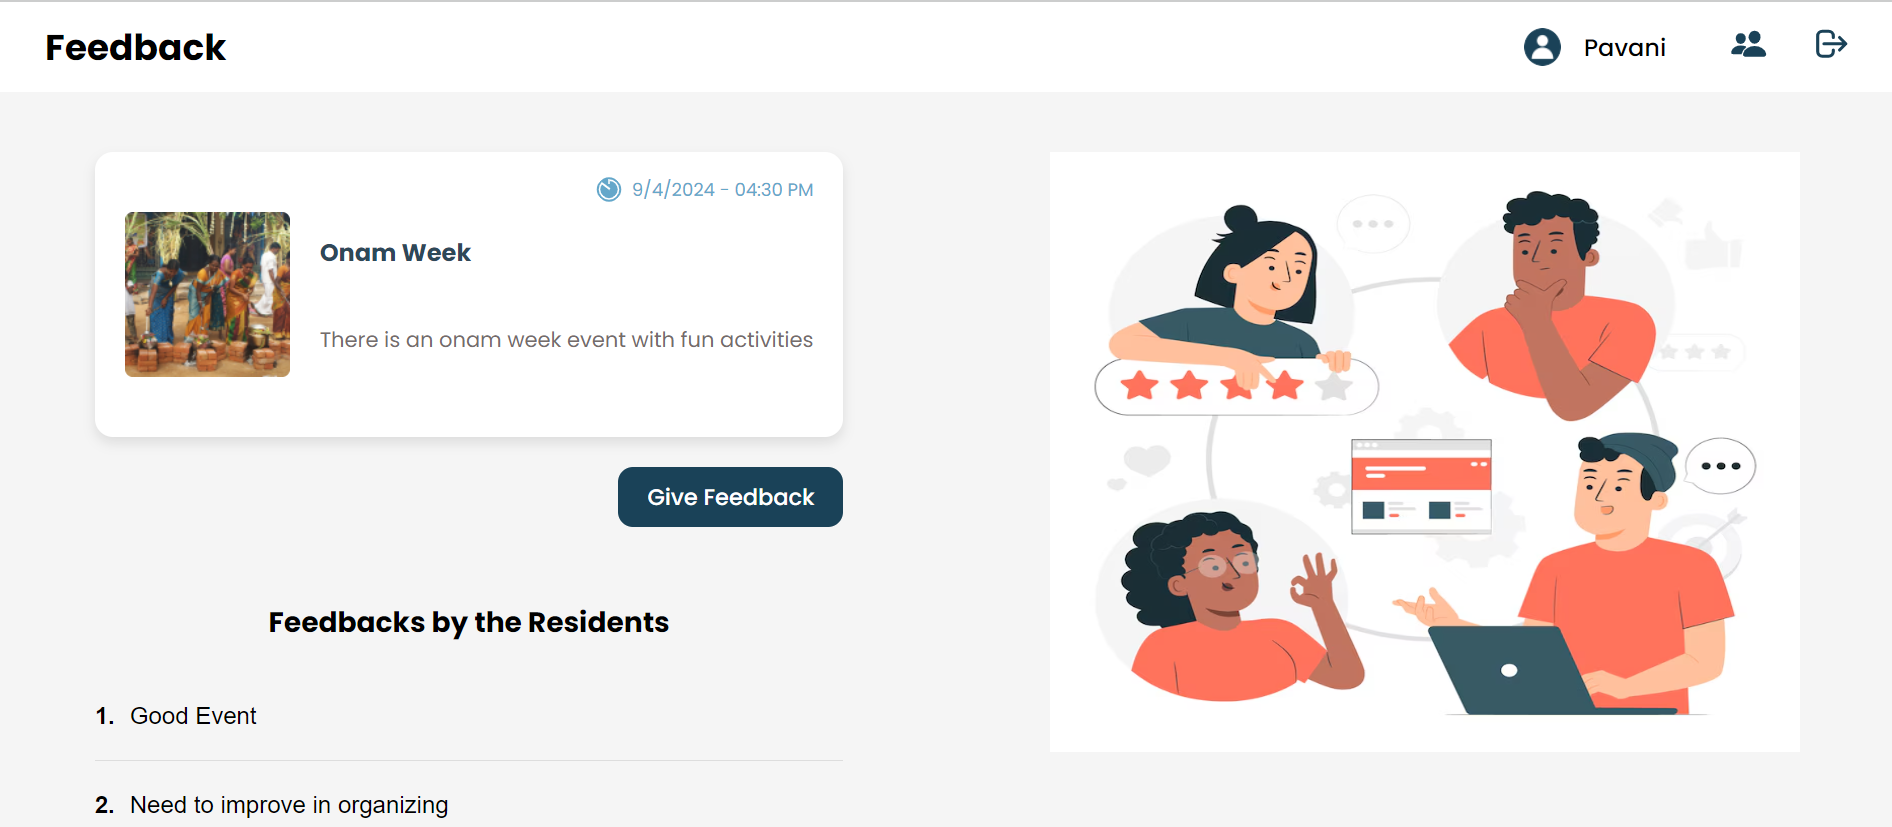 Feedback
Pavani
9/4/2024 - 04:30 PM
Onam Week
There is an onam week event with fun activities
Give Feedback
Feedbacks by the Residents
1. Good Event
2. Need to improve in organizing